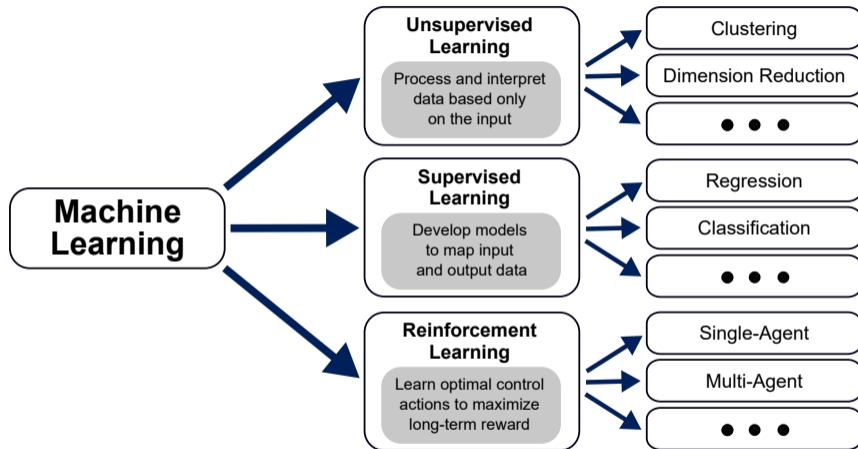 Machine
Learning
Unsupervised
Learning
Process and interpret
data based only
on the input
Clustering
Dimension Reduction
● ● ●
Supervised
Learning
Develop models
to map input
and output data
Regression
Classification
● ● ●
Reinforcement
Learning
Learn optimal control
actions to maximize
long-term reward
Single-Agent
Multi-Agent
● ● ●